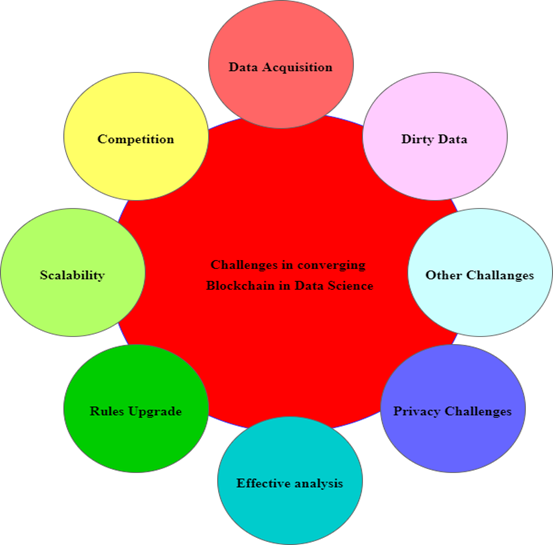 Data Acquisition
Competition
Dirty Data
Challenges in converging
Blockchain in Data Science
Scalability
Other Challanges
Rules Upgrade
Privacy Challenges
Effective analysis